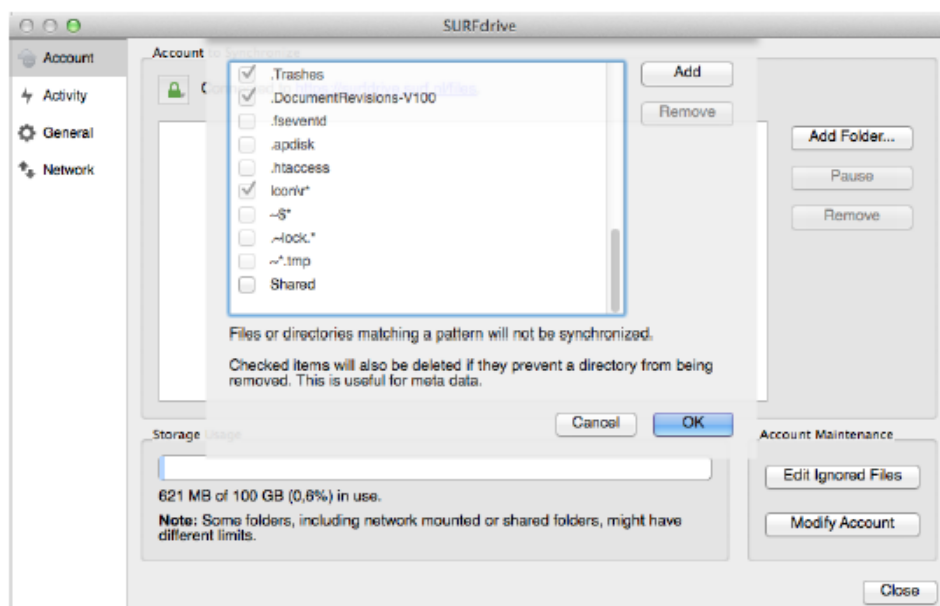 SURFdrive
Account
Activity
General
Network
Account to Synchronize
.Trashes
.DocumentRevisions-V100
.fseventd
.apdisk
.htaccess
Icon\r*
~$*
.~lock.*
~*.tmp
Shared
Add
Remove
Files or directories matching a pattern will not be synchronized.
Checked items will also be deleted if they prevent a directory from being
removed. This is useful for meta data.
Cancel
OK
Add Folder...
Pause
Remove
Storage Usage
621 MB of 100 GB (0,6%) in use.
Note: Some folders, including network mounted or shared folders, might have
different limits.
Account Maintenance
Edit Ignored Files
Modify Account
Close